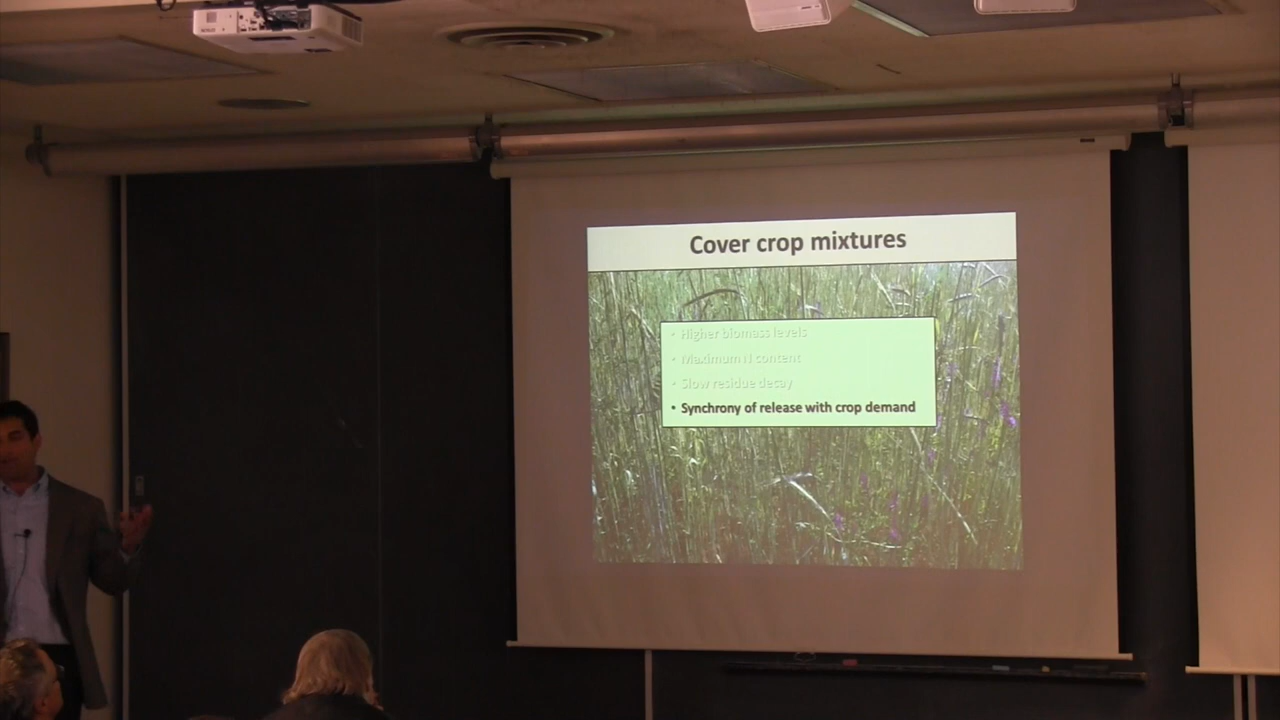 Cover crop mixtures
• Higher biomass levels
• Maximum N content
• Slow residue decay
• Synchrony of release with crop demand